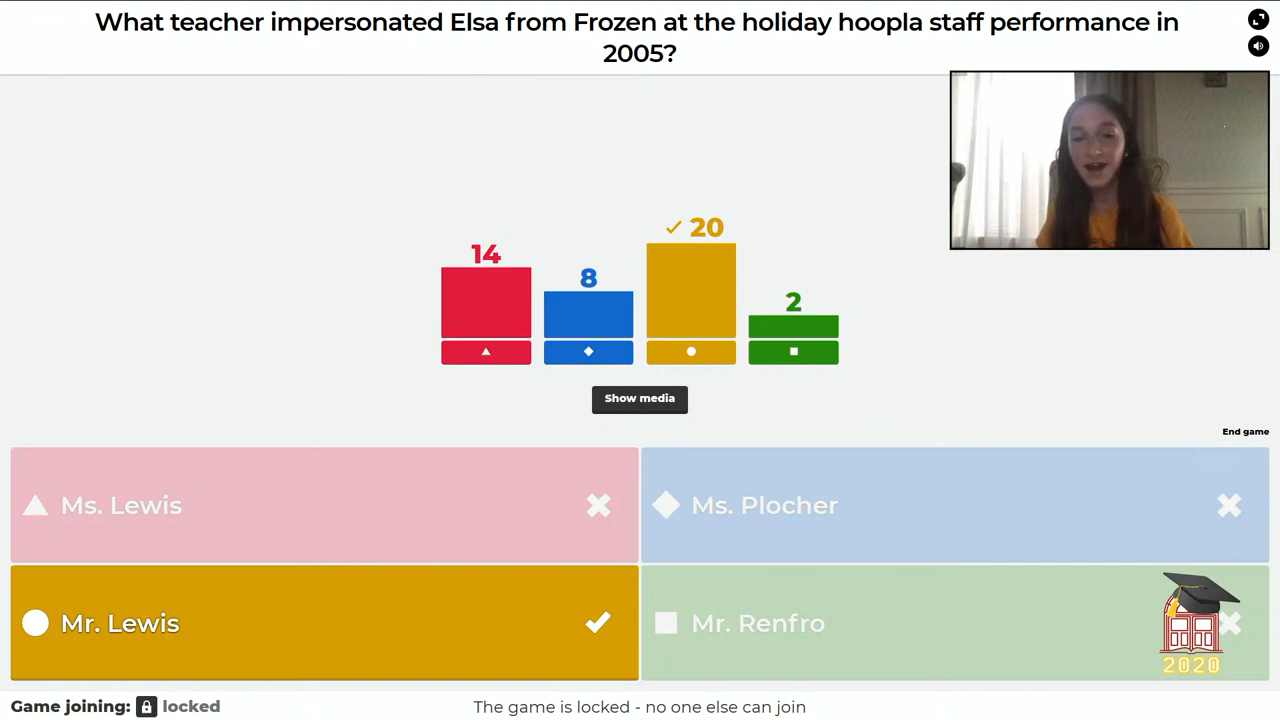 What teacher impersonated Elsa from Frozen at the holiday hoopla staff performance in
2005?
14
8
20
2
Show media
End game
Ms. Lewis
Ms. Plocher
Mr. Lewis
Mr. Renfro
2020
Game joining: locked
The game is locked - no one else can join